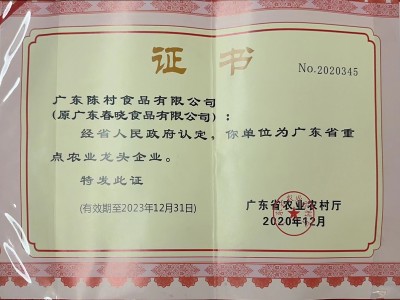 证书
No.2020345
广东陈村食品有限公司
(原广东春晓食品有限公司)：
经省人民政府认定，你单位为广东省重
点农业龙头企业。
特发此证
(有效期至2023年12月31日)
广东省农业农村厅
2020年12月